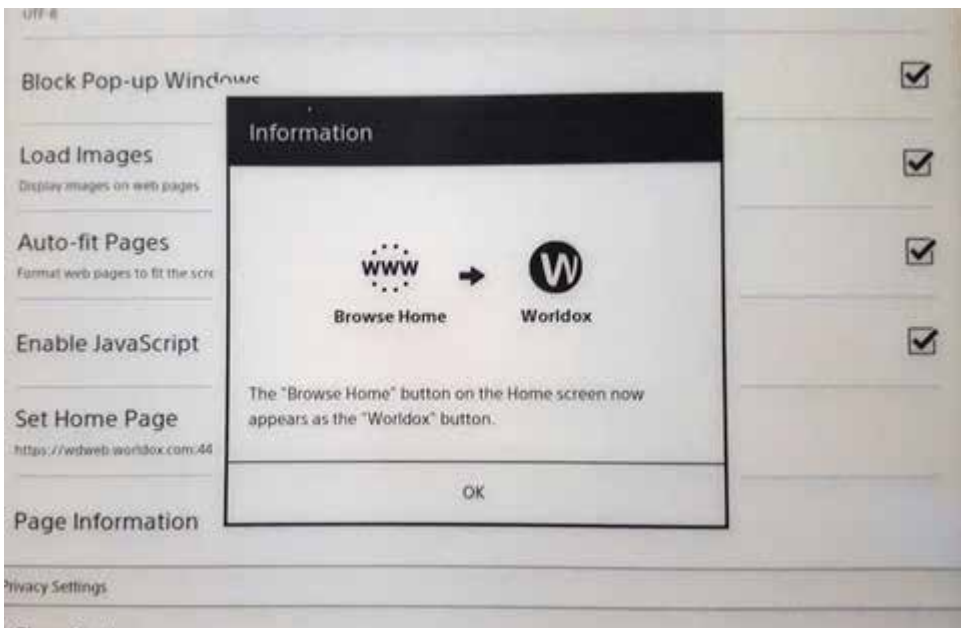 UTF-8
Block Pop-up Windows
Load Images
Display images on web pages
Auto-fit Pages
Format web pages to fit the scre
Enable JavaScript
Set Home Page
https://wdweb.worldox.com:44
Page Information
Privacy Settings
Information
WWW
W
Browse Home
Worldox
The "Browse Home" button on the Home screen now
appears as the "Worldox" button.
OK